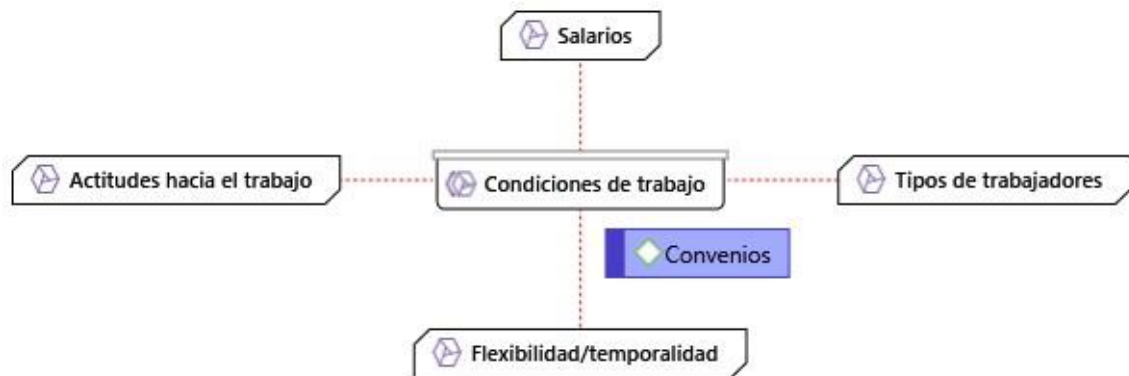 Salarios
Actitudes hacia el trabajo
Condiciones de trabajo
Tipos de trabajadores
Convenios
Flexibilidad/temporalidad